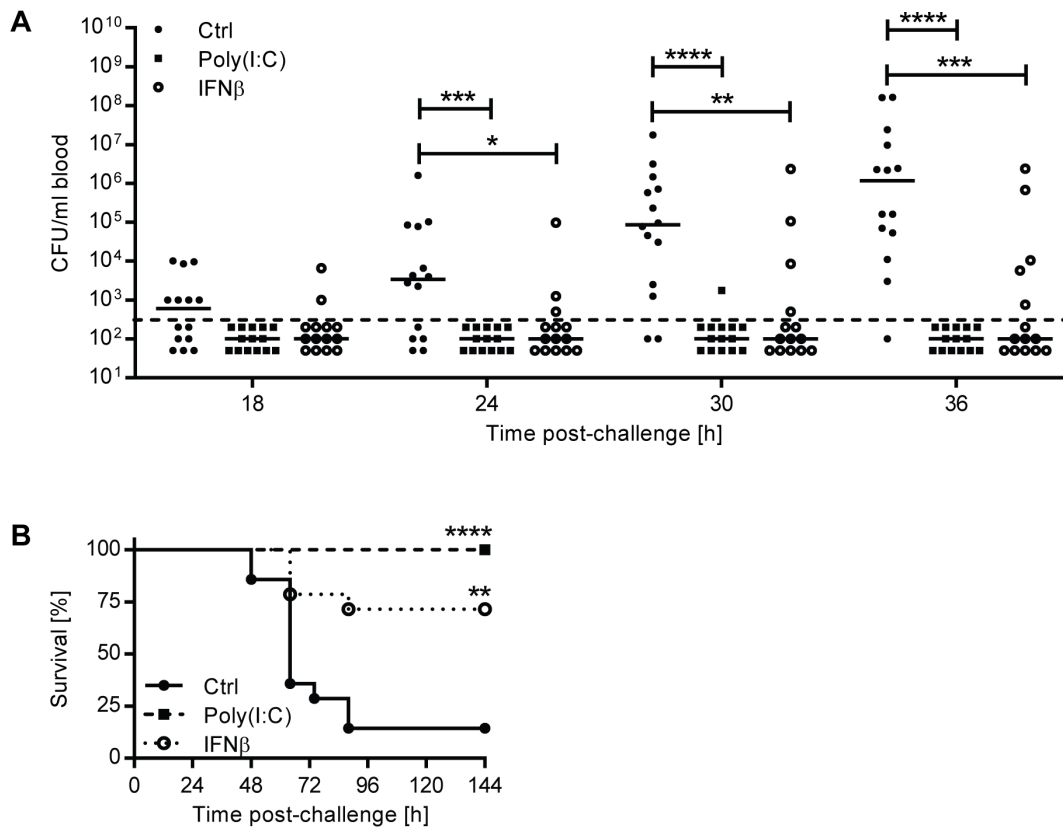 A
10^10
10^9
10^8
10^7
10^6
10^5
10^4
10^3
10^2
10^1
CFU/ml blood
Ctrl
Poly(I:C)
IFNβ
***
*
****
**
****
***
18 24 30 36
Time post-challenge [h]
B
100
75
50
25
0
Survival [%]
****
**
Ctrl
Poly(I:C)
IFNβ
0 24 48 72 96 120 144
Time post-challenge [h]